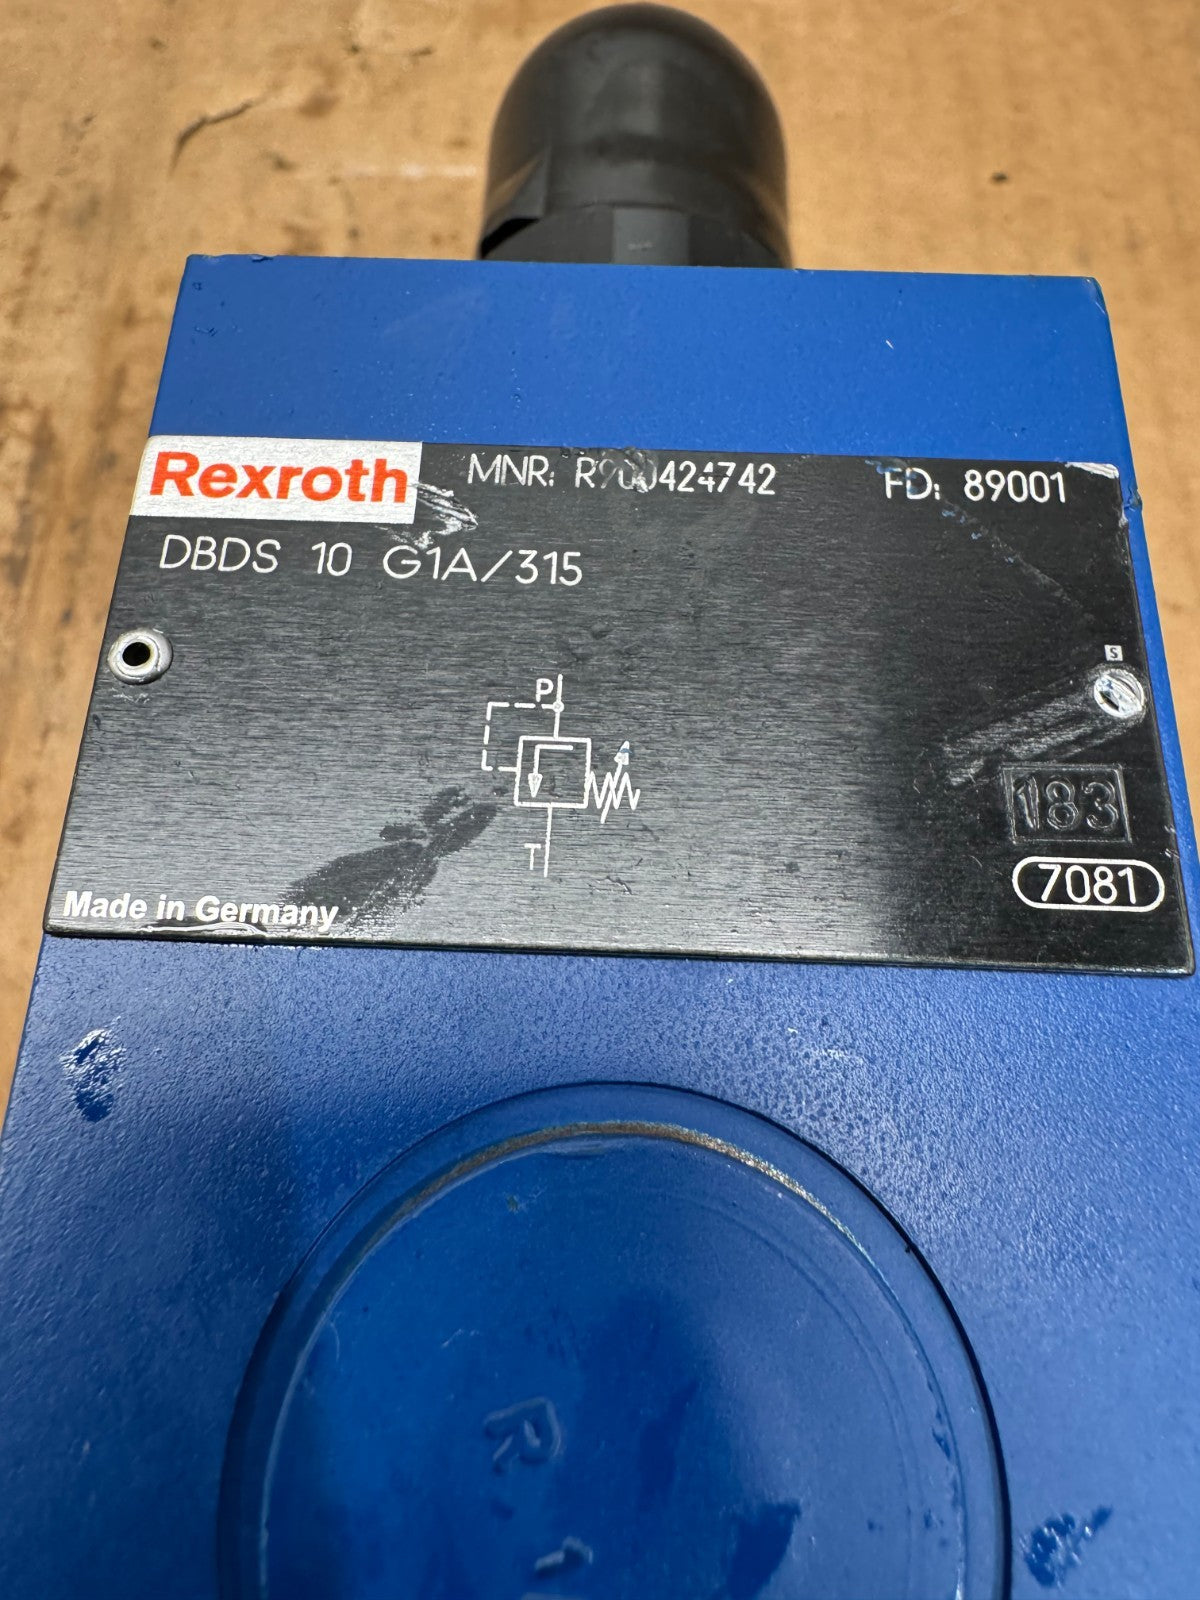 Rexroth MNR: R900424742 FD: 89001
DBDS 10 G1A/315
S
P
183
T
7081
Made in Germany
R